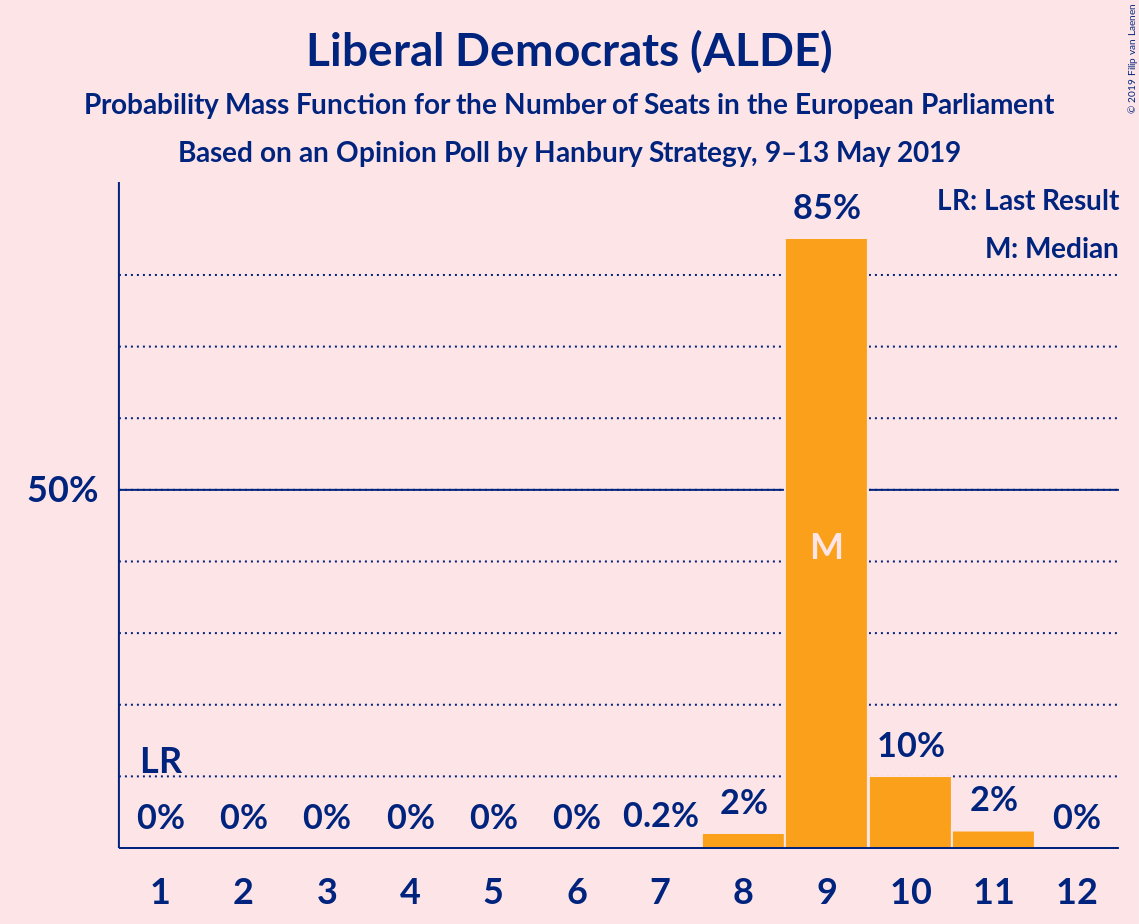 Liberal Democrats (ALDE)
Probability Mass Function for the Number of Seats in the European Parliament
Based on an Opinion Poll by Hanbury Strategy, 9–13 May 2019
© 2019 Filip van Laenen
LR: Last Result
M: Median
85%
50%
M
LR
10%
0% 0% 0% 0% 0% 0% 0.2% 2% 2% 0%
1 2 3 4 5 6 7 8 9 10 11 12